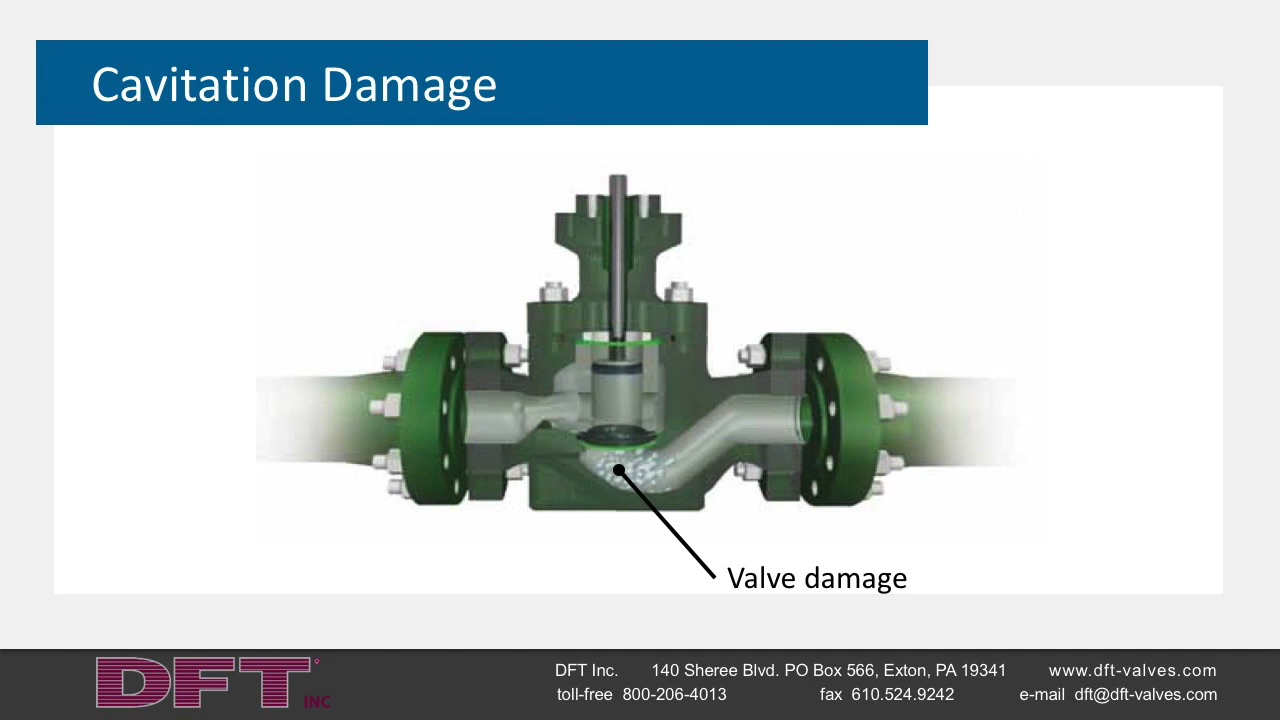 Cavitation Damage
Valve damage
DFT INC
DFT Inc. 140 Sheree Blvd. PO Box 566, Exton, PA 19341 www.dft-valves.com
toll-free 800-206-4013 fax 610.524.9242 e-mail dft@dft-valves.com